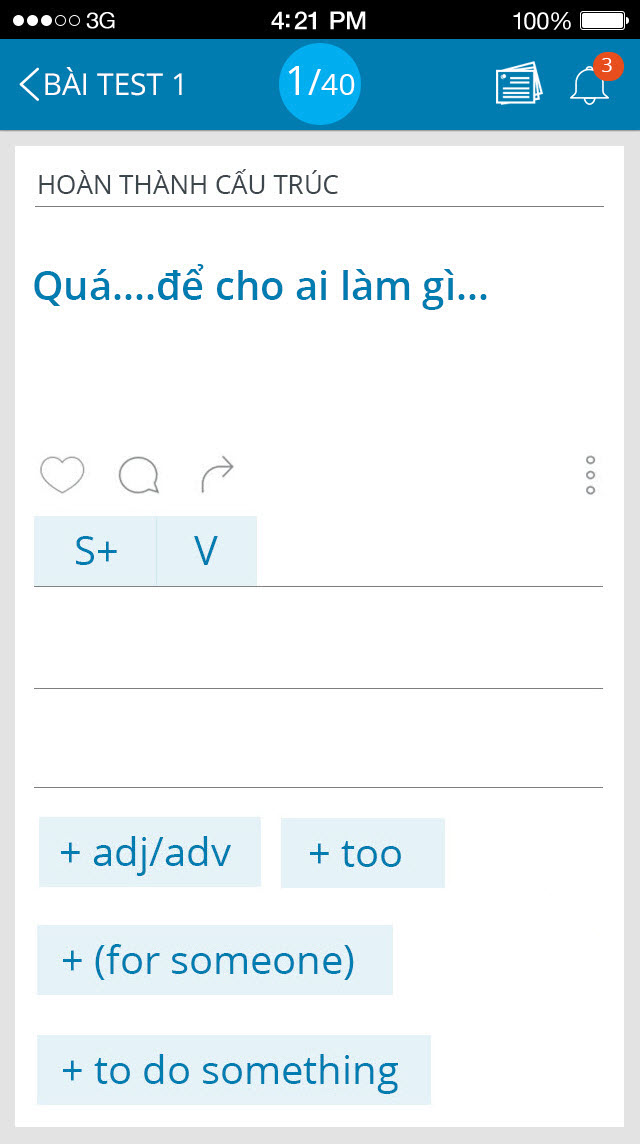 3G 4:21 PM 100%
BÀI TEST 1 1/40 3
HOÀN THÀNH CẤU TRÚC
Quá....để cho ai làm gì...
S+ V
+ adj/adv + too
+ (for someone)
+ to do something